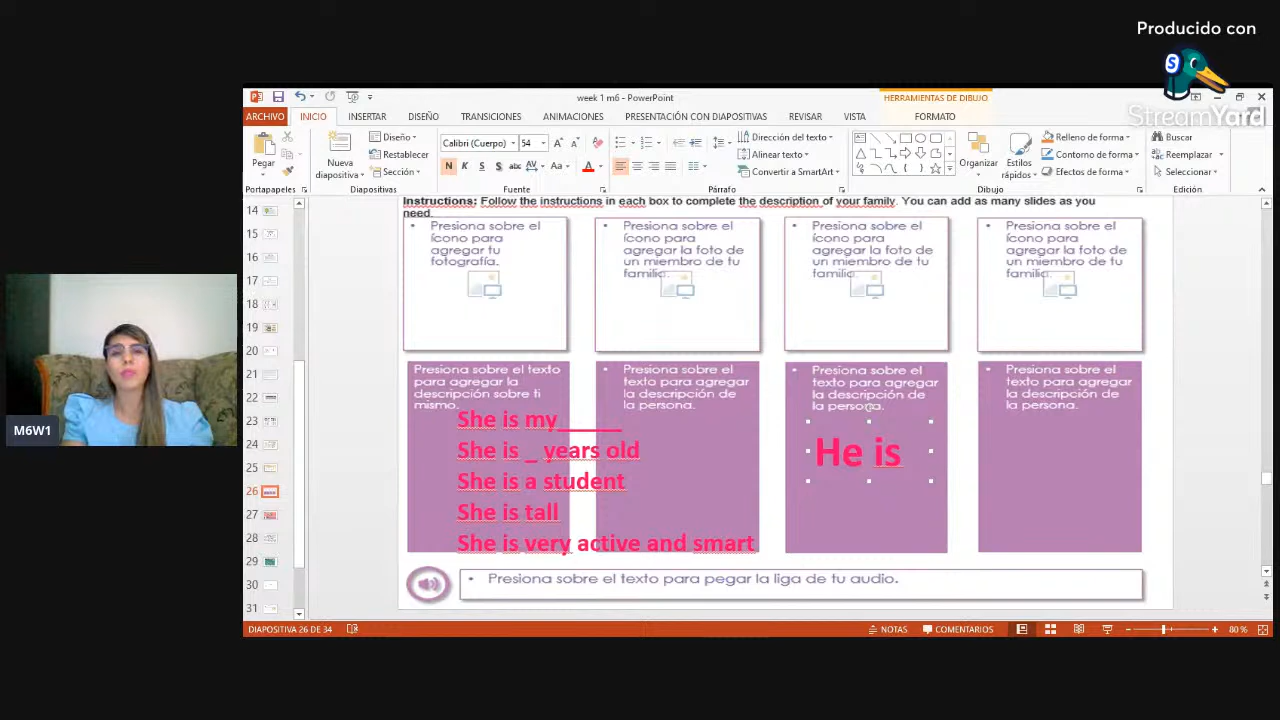 Producido con
StreamYard
week 1 m6 - PowerPoint
HERRAMIENTAS DE DIBUJO
ARCHIVO INICIO INSERTAR DISEÑO TRANSICIONES ANIMACIONES PRESENTACIÓN CON DIAPOSITIVAS REVISAR VISTA FORMATO
Pegar
Nueva diapositiva
Diseño
Restablecer
Sección
Calibri (Cuerpo) 54
N K S S abc AV Aa A
Dirección del texto
Alinear texto
Convertir a SmartArt
Organizar
Estilos rápidos
Relleno de forma
Contorno de forma
Efectos de forma
Buscar
Reemplazar
Seleccionar
Portapapeles Diapositivas Fuente Párrafo Dibujo Edición
Instructions: Follow the instructions in each box to complete the description of your family. You can add as many slides as you
need.
Presiona sobre el
ícono para
agregar tu
fotografía.
Presiona sobre el
ícono para
agregar la foto de
un miembro de tu
familia.
Presiona sobre el
ícono para
agregar la foto de
un miembro de tu
familia.
Presiona sobre el
ícono para
agregar la foto de
un miembro de tu
familia.
Presiona sobre el texto
para agregar la
descripción sobre ti
mismo.
Presiona sobre el
texto para agregar
la descripción de
la persona.
Presiona sobre el
texto para agregar
la descripción de
la persona.
Presiona sobre el
texto para agregar
la descripción de
la persona.
She is my_____
She is _ years old
She is a student
She is tall
She is very active and smart
He is
Presiona sobre el texto para pegar la liga de tu audio.
14
15
16
17
18
19
20
21
22
23
24
25
26
27
28
29
30
31
M6W1
DIAPOSITIVA 26 DE 34 NOTAS COMENTARIOS 80 %